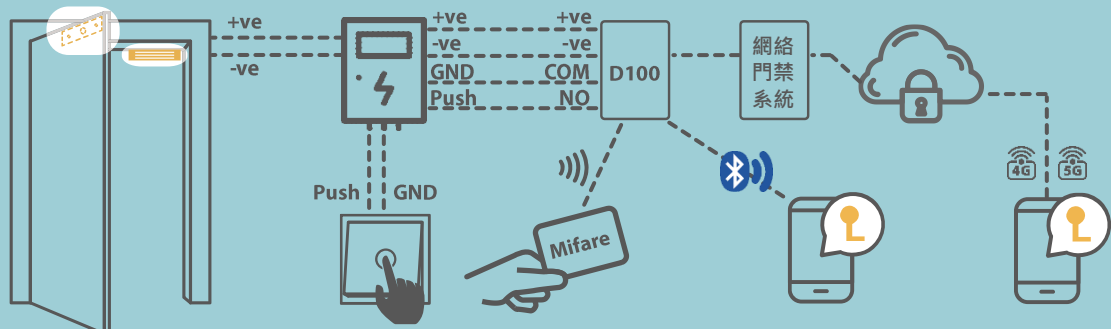 +ve
-ve
+ve
-ve
GND
Push
+ve
-ve
COM
NO
D100
網絡
門禁
系統
Push
GND
Mifare
4G
5G